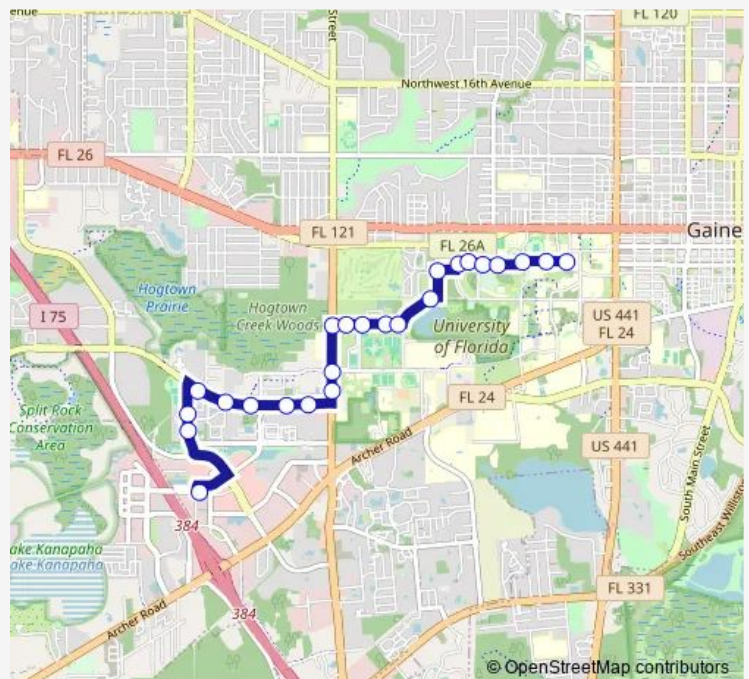 enue
Street
FL 120
Northwest 16th Avenue
FL 26
FL 121
FL 26A
Gaine
Hogtown
Prairie
I 75
Hogtown
Creek Woods
University
of Florida
US 441
FL 24
Split Rock
Conservation
Area
FL 24
Archer Road
US 441
South Main Street
384
Southeast Willisto
ake Kanapaha
ake Kanapaha
384
FL 331
Archer Road
© OpenStreetMap contributors